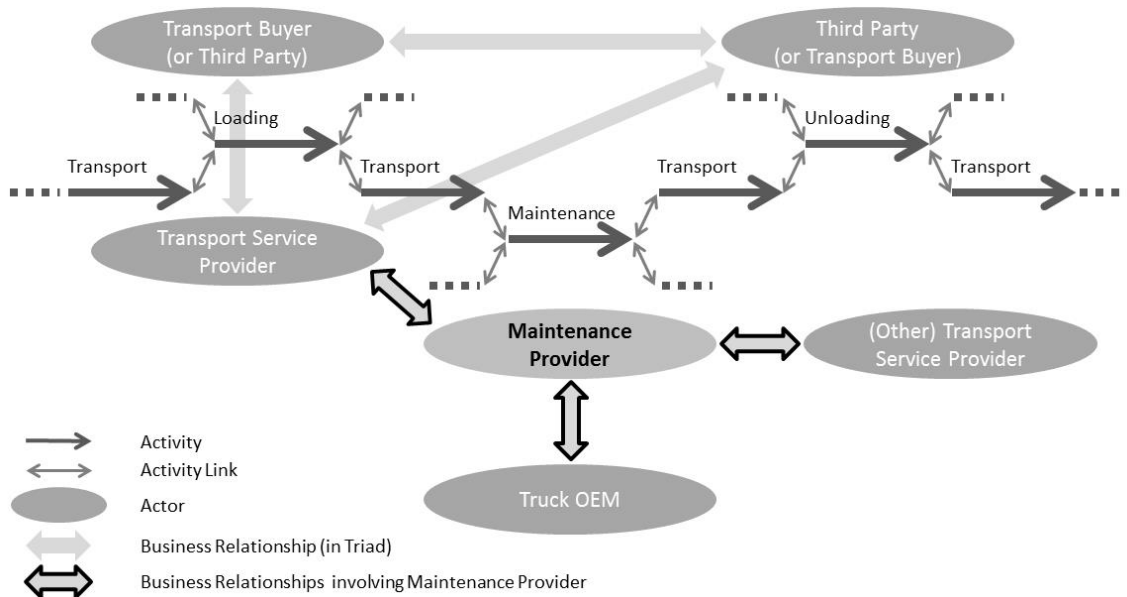 Transport Buyer
(or Third Party)
Third Party
(or Transport Buyer)
Loading
Unloading
Transport
Transport
Transport
Transport
Maintenance
Transport Service
Provider
Maintenance
Provider
(Other) Transport
Service Provider
Truck OEM
Activity
Activity Link
Actor
Business Relationship (in Triad)
Business Relationships involving Maintenance Provider